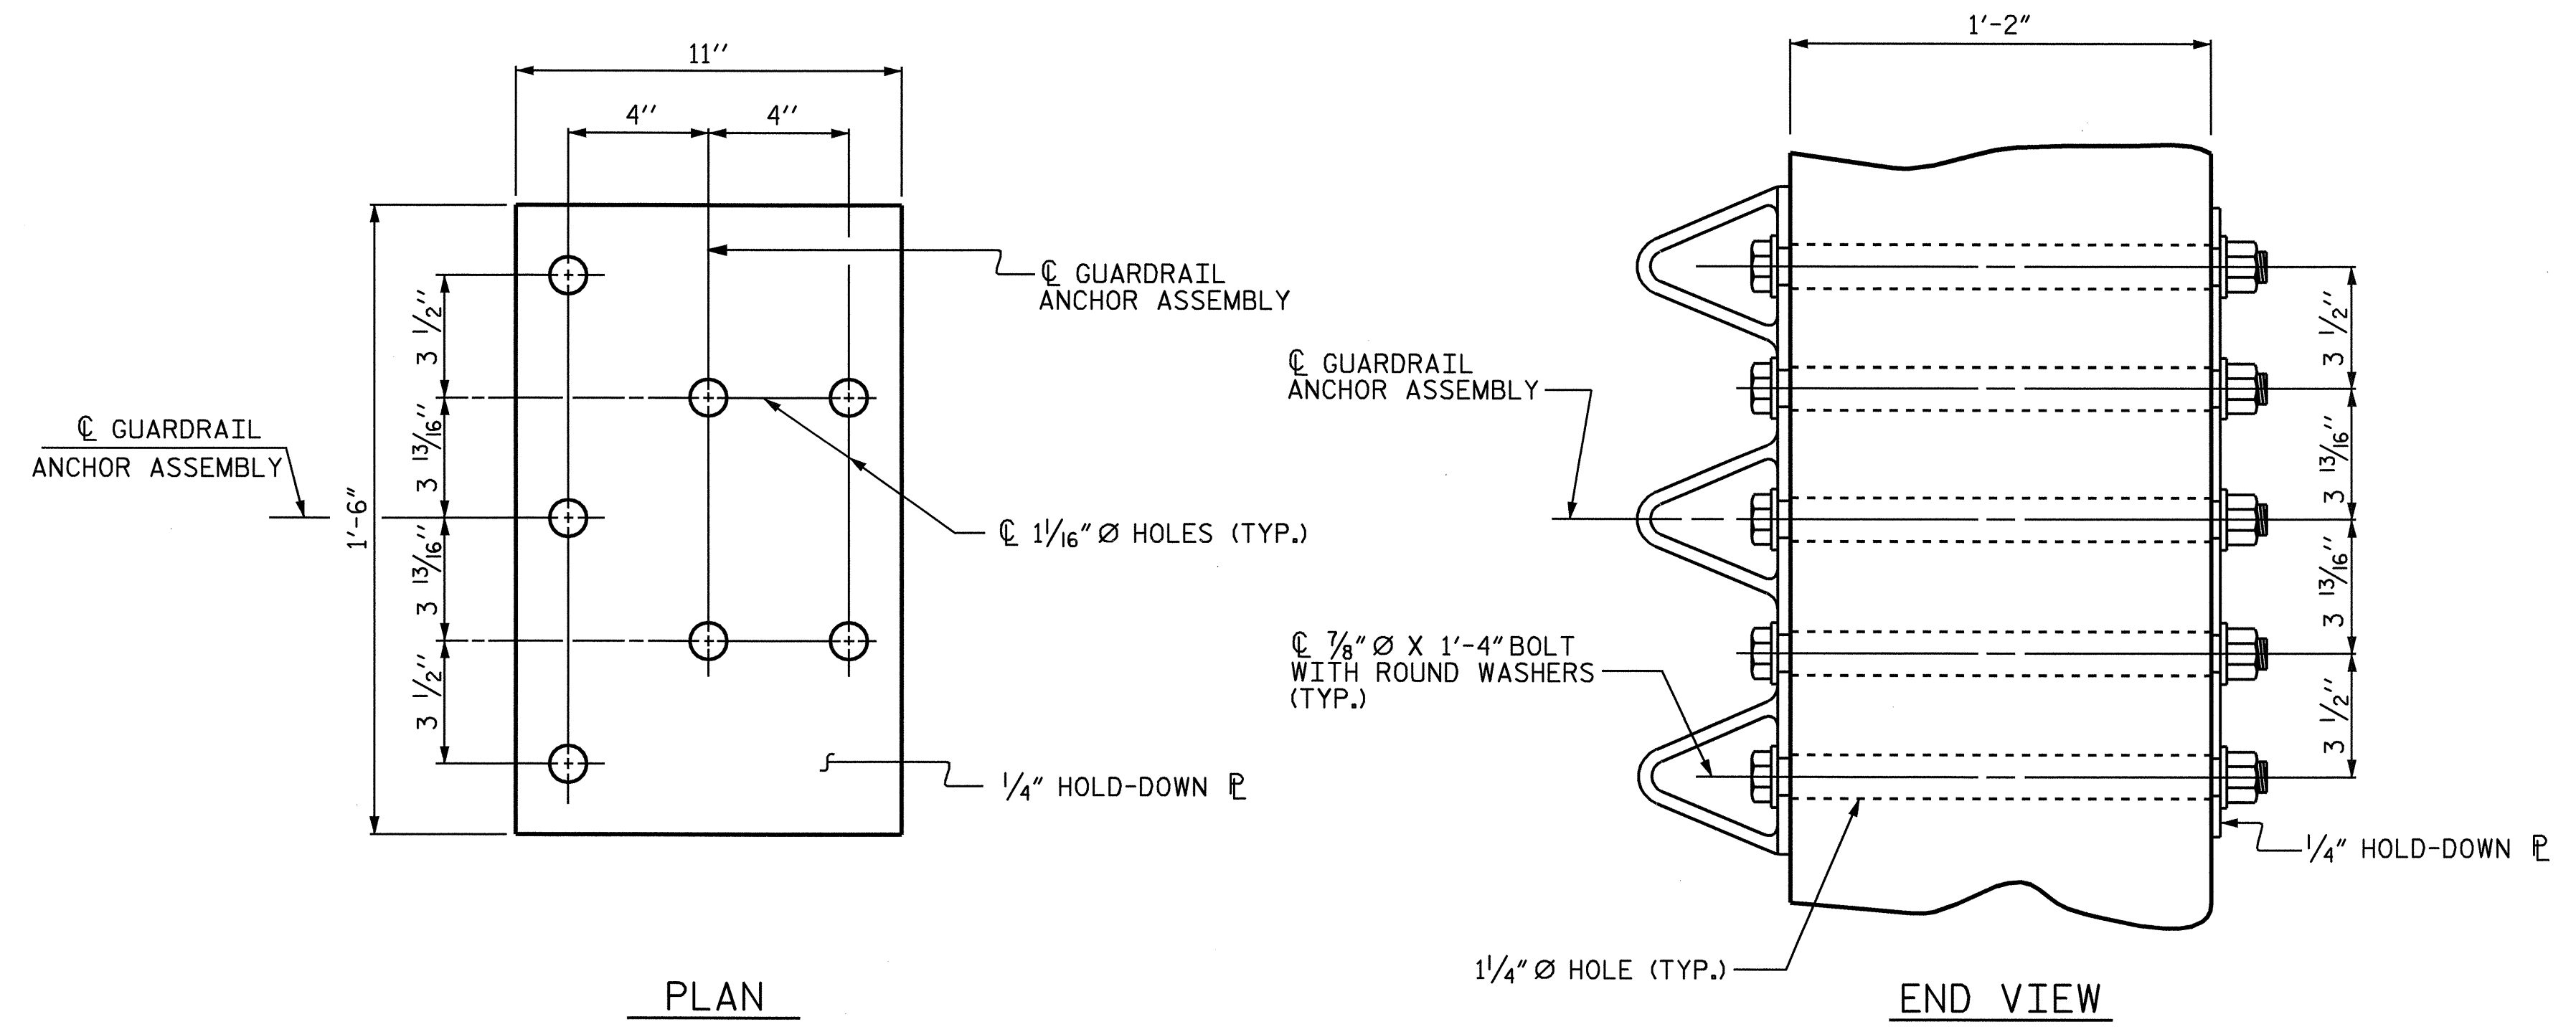 11"
4"
4"
3 1/2"
3 13/16"
3 13/16"
3 1/2"
1'-6"
℄ GUARDRAIL
ANCHOR ASSEMBLY
℄ GUARDRAIL
ANCHOR ASSEMBLY
℄ 1 1/16" Ø HOLES (TYP.)
1/4" HOLD-DOWN ℙL
PLAN
1'-2"
℄ GUARDRAIL
ANCHOR ASSEMBLY
℄ 7/8" Ø X 1'-4" BOLT
WITH ROUND WASHERS
(TYP.)
3 1/2"
3 13/16"
3 13/16"
3 1/2"
1/4" HOLD-DOWN ℙL
1 1/4" Ø HOLE (TYP.)
END VIEW